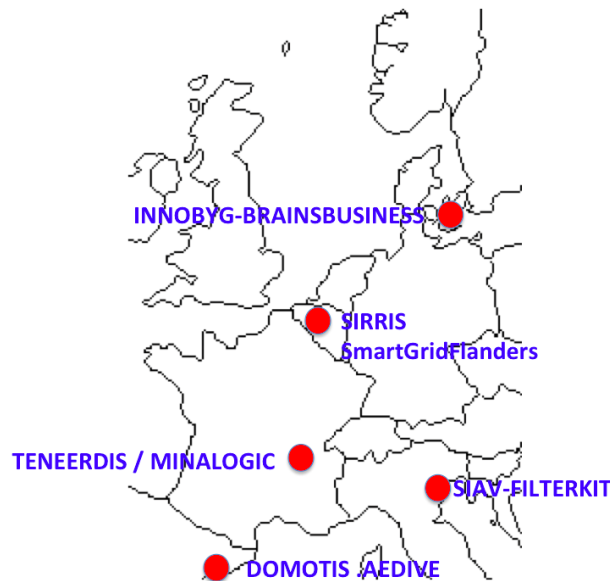 INNOBYG-BRAINSBUSINESS
SIRRIS
SmartGridFlanders
TENEERDIS / MINALOGIC
SIAV-FILTERKIT
DOMOTIS AEDIVE